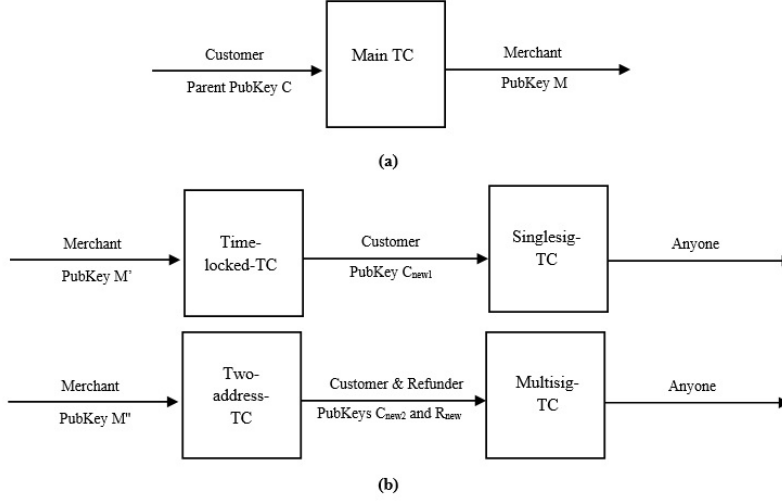 Customer
Parent PubKey C
Main TC
Merchant
PubKey M
(a)
Merchant
PubKey M'
Time-
locked-TC
Customer
PubKey Cnew1
Singlesig-
TC
Anyone
Merchant
PubKey M"
Two-
address-
TC
Customer & Refunder
PubKeys Cnew2 and Rnew
Multisig-
TC
Anyone
(b)